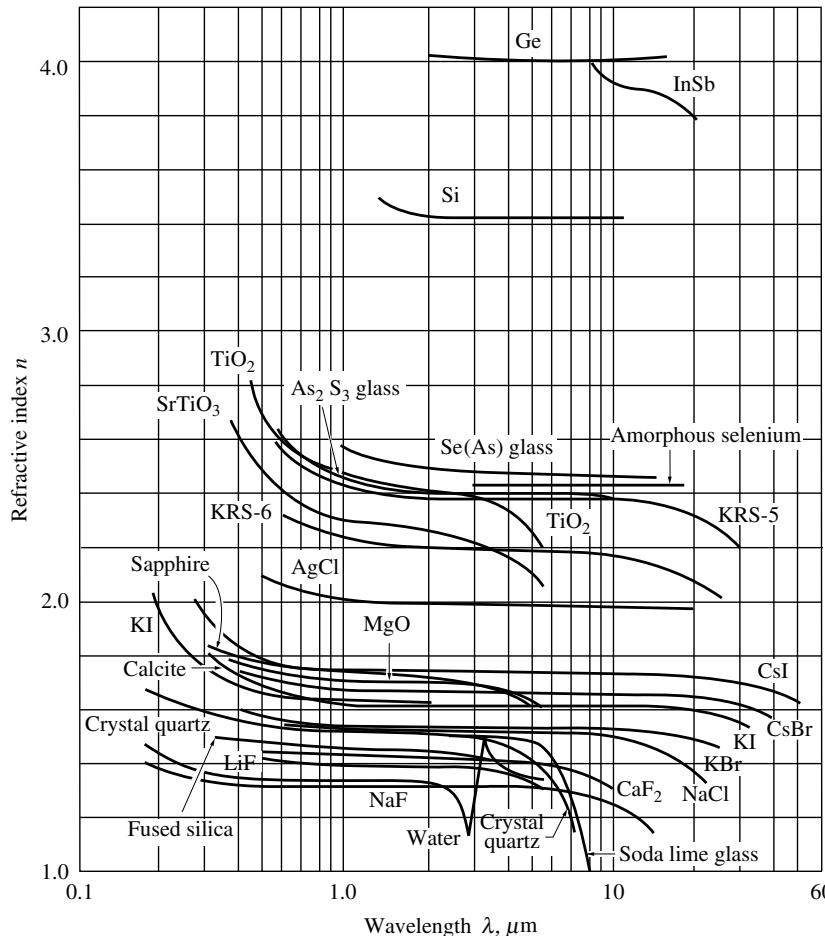 Ge
4.0
InSb
Si
3.0
TiO₂
As₂ S₃ glass
SrTiO₃
Se(As) glass
Amorphous selenium
KRS-6
TiO₂
KRS-5
Sapphire
AgCl
2.0
KI
MgO
Calcite
CsI
Crystal quartz
CsBr
KI
KBr
LiF
CaF₂
NaCl
NaF
Fused silica
Water
Crystal
quartz
Soda lime glass
1.0
0.1
1.0
10
60
Refractive index n
Wavelength λ, μm